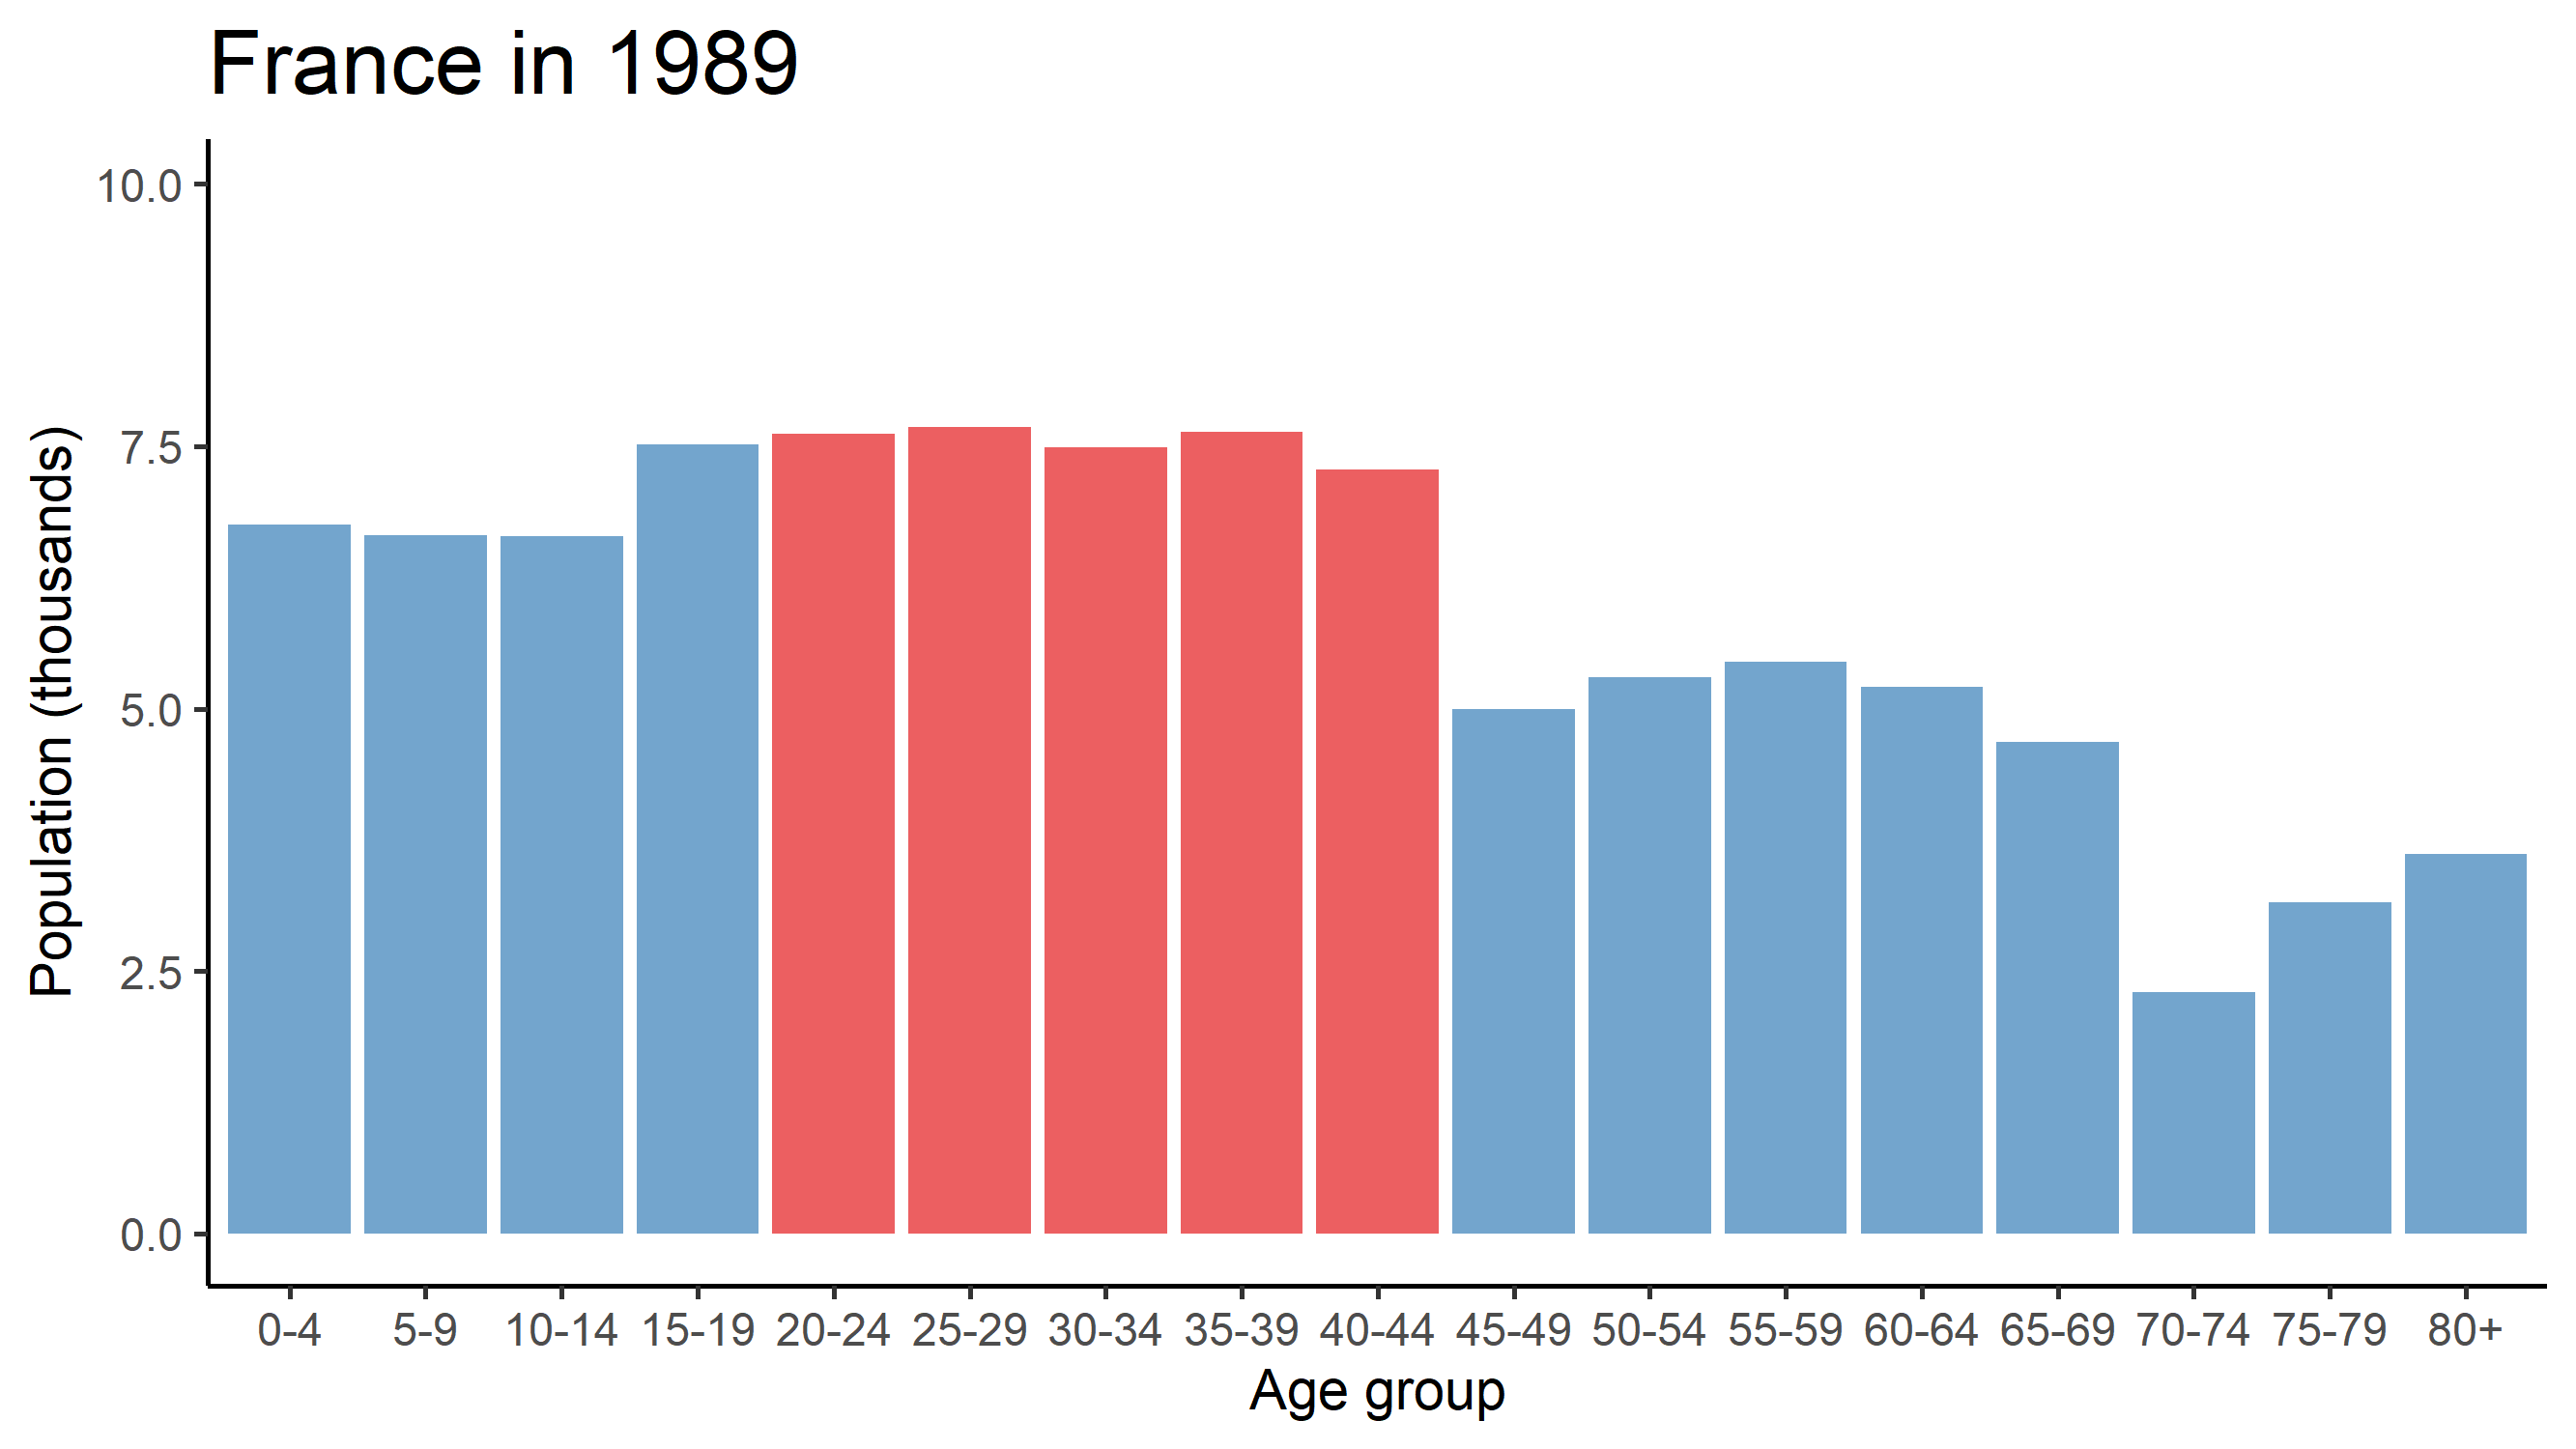 France in 1989
Population (thousands)
10.0
7.5
5.0
2.5
0.0
0-4 5-9 10-14 15-19 20-24 25-29 30-34 35-39 40-44 45-49 50-54 55-59 60-64 65-69 70-74 75-79 80+
Age group